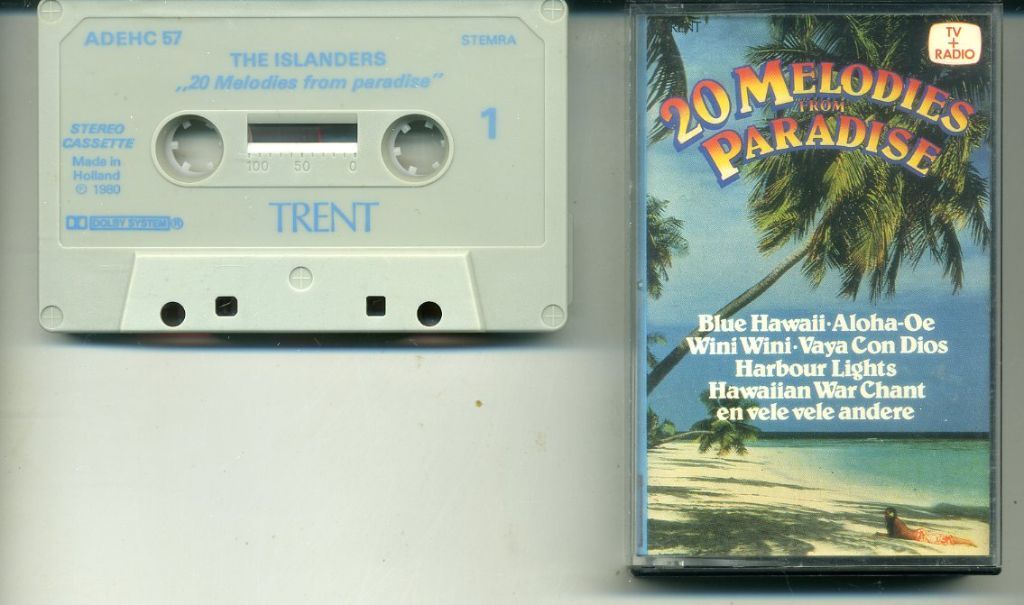 ADEHC 57
STEMRA
THE ISLANDERS
„20 Melodies from paradise”
STEREO
CASSETTE
1
Made in
Holland
℗ 1980
100 50 0
DOLBY SYSTEM ®
TRENT
TRENT
TV
+
RADIO
20 MELODIES
FROM
PARADISE
Blue Hawaii·Aloha-Oe
Wini Wini·Vaya Con Dios
Harbour Lights
Hawaiian War Chant
en vele vele andere